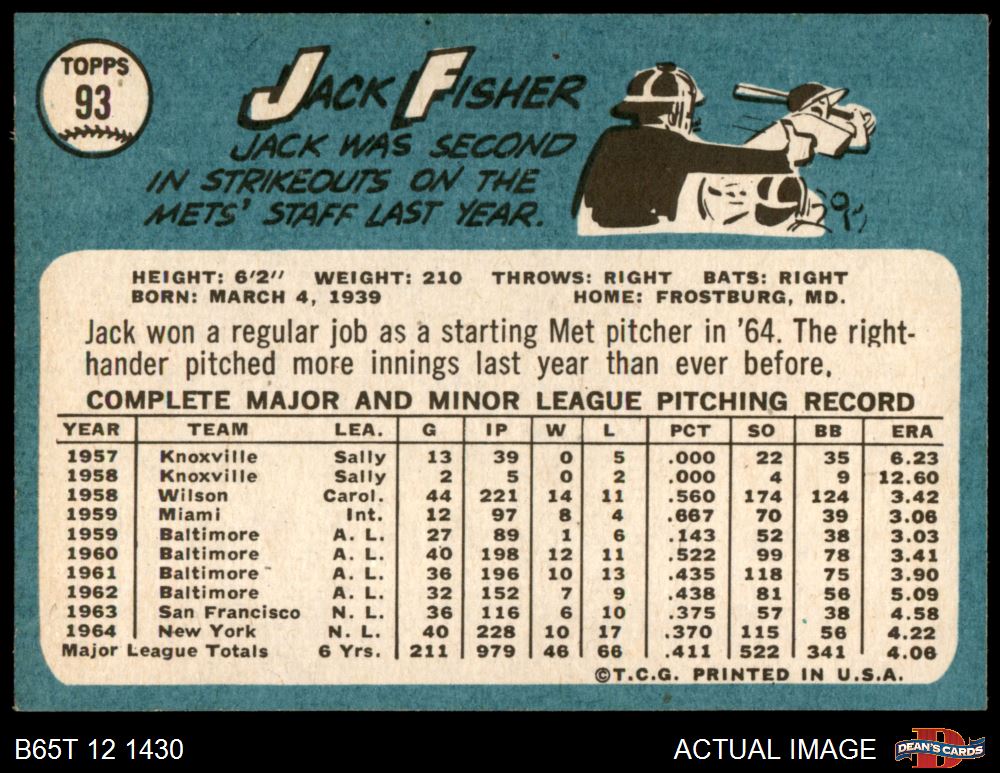 TOPPS
93
JACK FISHER
JACK WAS SECOND
IN STRIKEOUTS ON THE
METS' STAFF LAST YEAR.
HEIGHT: 6'2" WEIGHT: 210 THROWS: RIGHT BATS: RIGHT
BORN: MARCH 4, 1939 HOME: FROSTBURG, MD.
Jack won a regular job as a starting Met pitcher in '64. The right-
hander pitched more innings last year than ever before.
COMPLETE MAJOR AND MINOR LEAGUE PITCHING RECORD
YEAR TEAM LEA. G IP W L PCT SO BB ERA
1957 Knoxville Sally 13 39 0 5 .000 22 35 6.23
1958 Knoxville Sally 2 5 0 2 .000 4 9 12.60
1958 Wilson Carol. 44 221 14 11 .560 174 124 3.42
1959 Miami Int. 12 97 8 4 .667 70 39 3.06
1959 Baltimore A. L. 27 89 1 6 .143 52 38 3.03
1960 Baltimore A. L. 40 198 12 11 .522 99 78 3.41
1961 Baltimore A. L. 36 196 10 13 .435 118 75 3.90
1962 Baltimore A. L. 32 152 7 9 .438 81 56 5.09
1963 San Francisco N. L. 36 116 6 10 .375 57 38 4.58
1964 New York N. L. 40 228 10 17 .370 115 56 4.22
Major League Totals 6 Yrs. 211 979 46 66 .411 522 341 4.06
©T.C.G. PRINTED IN U.S.A.
B65T 12 1430
ACTUAL IMAGE
D
DEAN'S CARDS